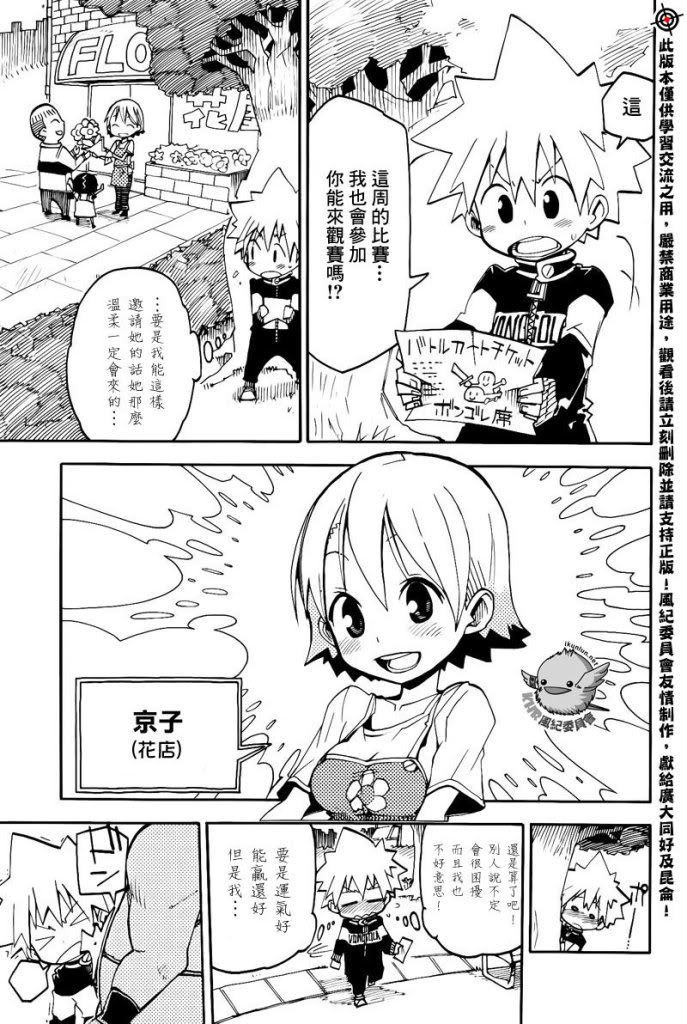 這
這周的比賽…
我也會參加
你能來觀賽嗎!?
VONGOLA
バトルカートチケット
ボンゴレ席
FLO
花
…要是我能這樣
邀請她的話她那麼
溫柔一定會來的…
京子
(花店)
ikunlun.net
KHR風紀委員會
還是算了吧!
別人說不定
會很困擾
而且我也
不好意思!
VONGOLA
要是運氣好
能贏還好
但是我…
此版本僅供學習交流之用，嚴禁商業用途，觀看後請立刻刪除並請支持正版！風紀委員會友情制作，獻給廣大同好及昆侖！